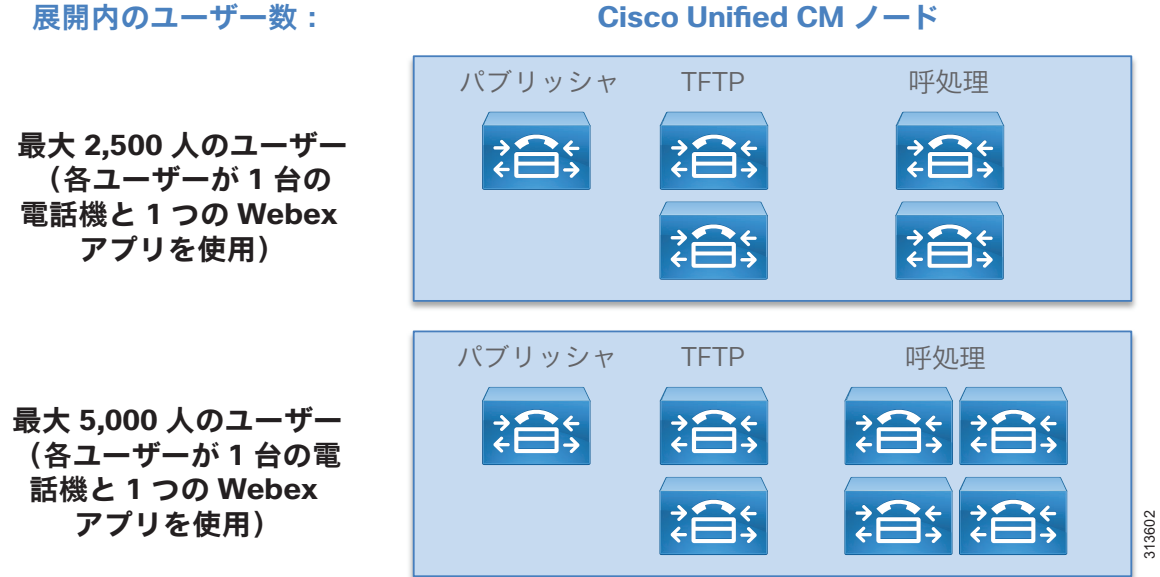 展開内のユーザー数：
Cisco Unified CM ノード
パブリッシャ TFTP 呼処理
最大 2,500 人のユーザー
（各ユーザーが 1 台の
電話機と 1 つの Webex
アプリを使用）
パブリッシャ TFTP 呼処理
最大 5,000 人のユーザー
（各ユーザーが 1 台の電
話機と 1 つの Webex
アプリを使用）
313602